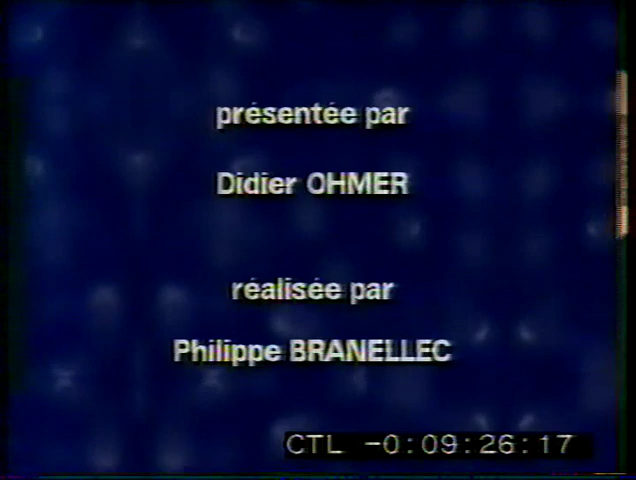 présentée par
Didier OHMER
réalisée par
Philippe BRANELLEC
CTL -0:09:26:17